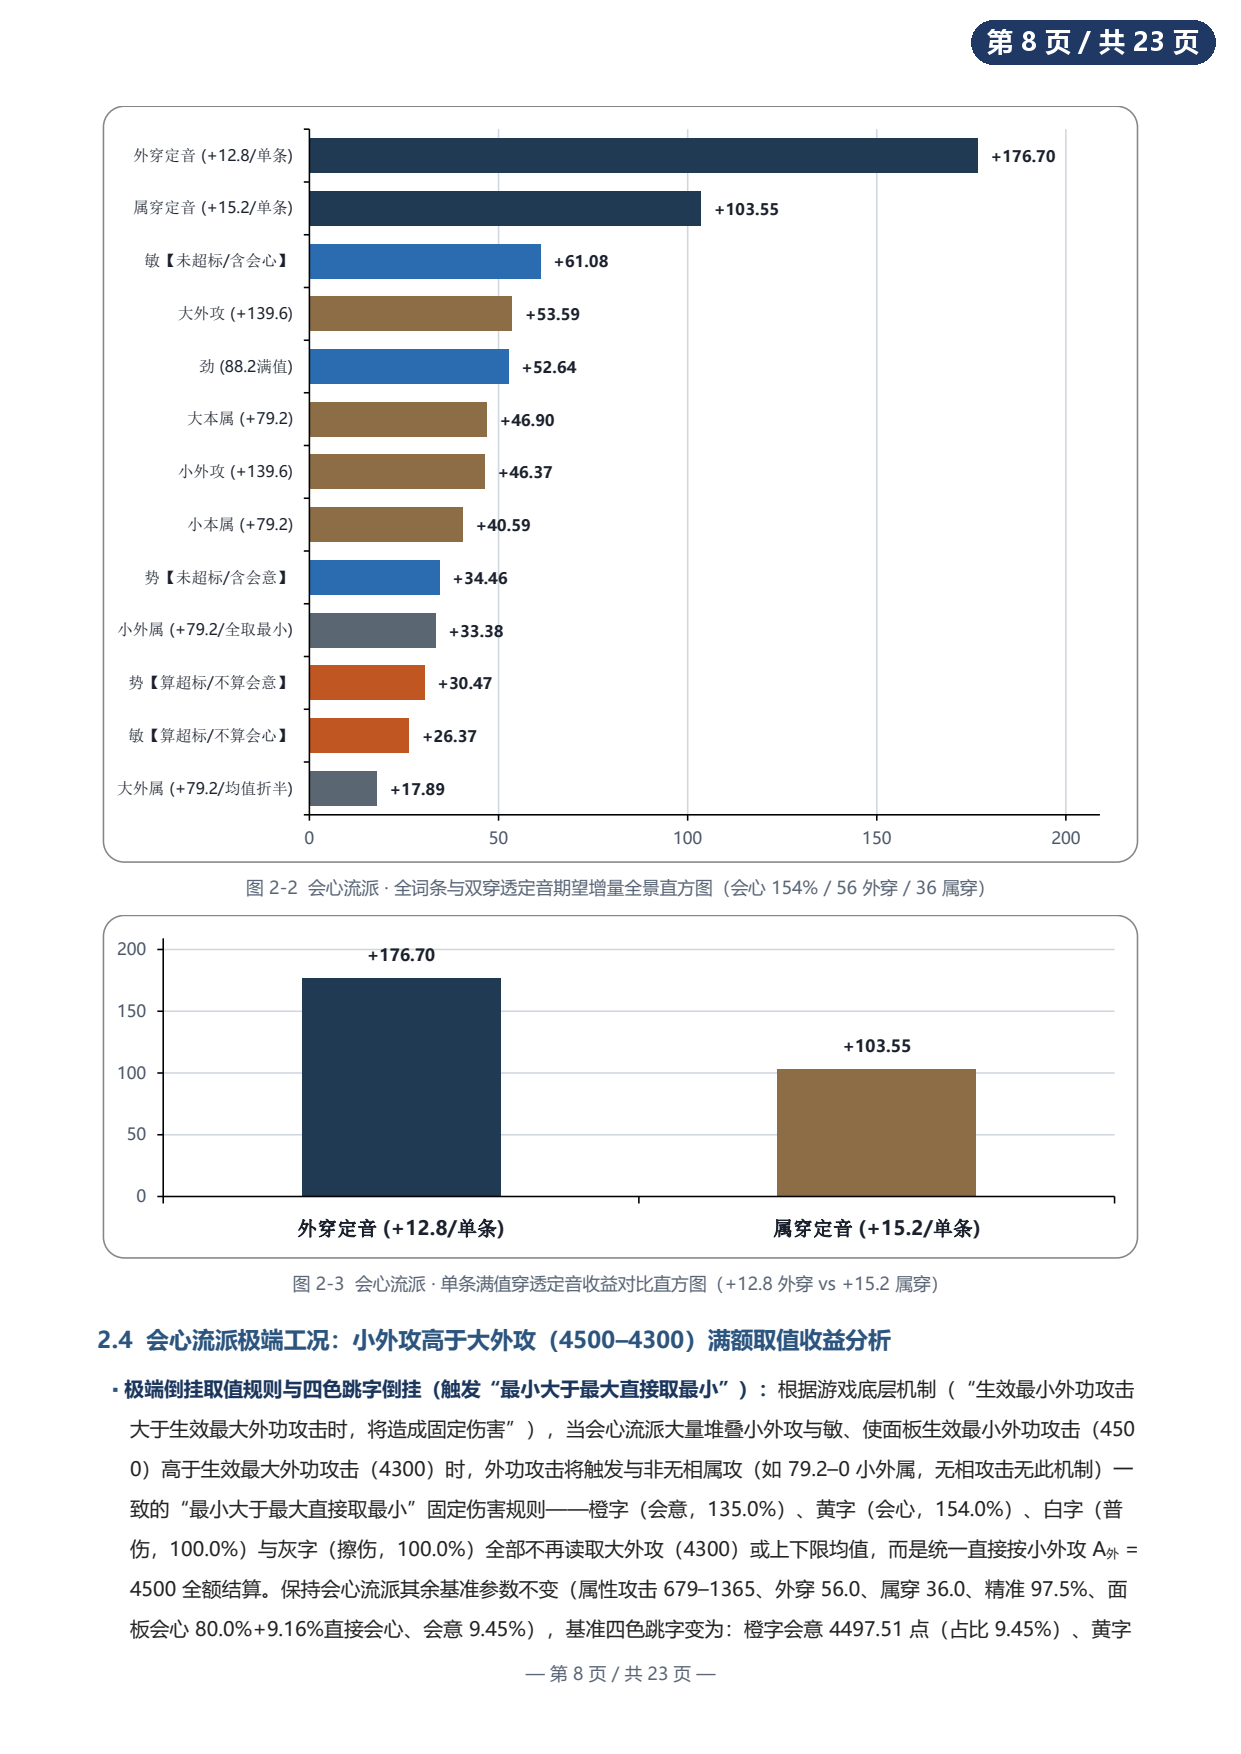 第 8 页 / 共 23 页
外穿定音 (+12.8/单条) +176.70
属穿定音 (+15.2/单条) +103.55
敏【未超标/含会心】 +61.08
大外攻 (+139.6) +53.59
劲 (88.2满值) +52.64
大本属 (+79.2) +46.90
小外攻 (+139.6) +46.37
小本属 (+79.2) +40.59
势【未超标/含会意】 +34.46
小外属 (+79.2/全取最小) +33.38
势【算超标/不算会意】 +30.47
敏【算超标/不算会心】 +26.37
大外属 (+79.2/均值折半) +17.89
0 50 100 150 200
图 2-2 会心流派 · 全词条与双穿透定音期望增量全景直方图（会心 154% / 56 外穿 / 36 属穿）
200
150
100
50
0
+176.70
+103.55
外穿定音 (+12.8/单条) 属穿定音 (+15.2/单条)
图 2-3 会心流派 · 单条满值穿透定音收益对比直方图（+12.8 外穿 vs +15.2 属穿）
2.4 会心流派极端工况：小外攻高于大外攻（4500–4300）满额取值收益分析
▪ 极端倒挂取值规则与四色跳字倒挂（触发“最小大于最大直接取最小”）：根据游戏底层机制（“生效最小外功攻击
大于生效最大外功攻击时，将造成固定伤害”），当会心流派大量堆叠小外攻与敏、使面板生效最小外功攻击（450
0）高于生效最大外功攻击（4300）时，外功攻击将触发与非无相属攻（如 79.2–0 小外属，无相攻击无此机制）一
致的“最小大于最大直接取最小”固定伤害规则——橙字（会意，135.0%）、黄字（会心，154.0%）、白字（普
伤，100.0%）与灰字（擦伤，100.0%）全部不再读取大外攻（4300）或上下限均值，而是统一直接按小外攻 A外 =
4500 全额结算。保持会心流派其余基准参数不变（属性攻击 679–1365、外穿 56.0、属穿 36.0、精准 97.5%、面
板会心 80.0%+9.16%直接会心、会意 9.45%），基准四色跳字变为：橙字会意 4497.51 点（占比 9.45%）、黄字
— 第 8 页 / 共 23 页 —